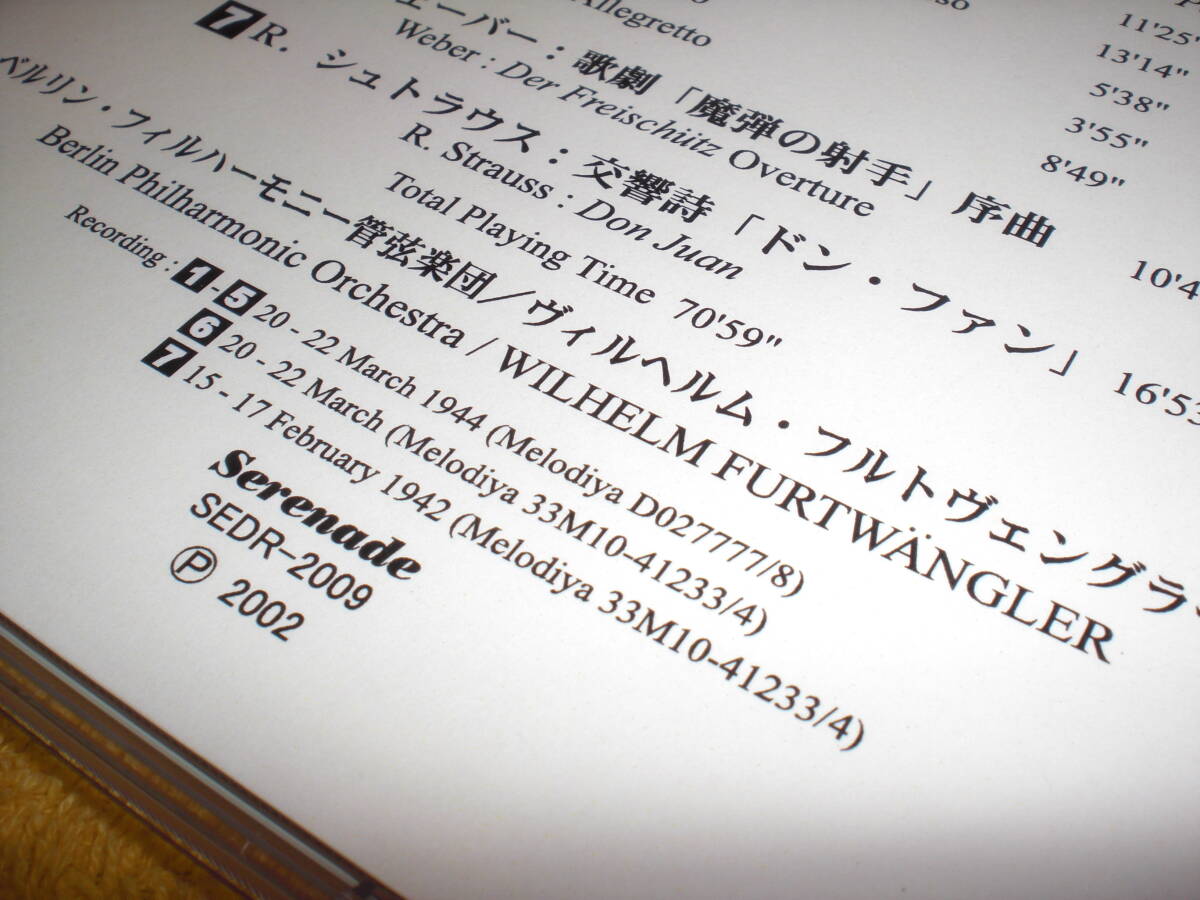 Allegretto
11'25"
13'14"
5'38"
3'55"
8'49"
ェーバー：歌劇「魔弾の射手」序曲
Weber : Der Freischütz Overture
10'4
7 R. シュトラウス：交響詩「ドン・ファン」
16'53
R. Strauss : Don Juan
Total Playing Time 70'59"
ベルリン・フィルハーモニー管弦楽団／ヴィルヘルム・フルトヴェングラ
Berlin Philharmonic Orchestra / WILHELM FURTWÄNGLER
Recording : 1 - 5 20 - 22 March 1944 (Melodiya D027777/8)
6 20 - 22 March (Melodiya 33M10-41233/4)
7 15 - 17 February 1942 (Melodiya 33M10-41233/4)
Serenade
SEDR-2009
Ⓟ 2002